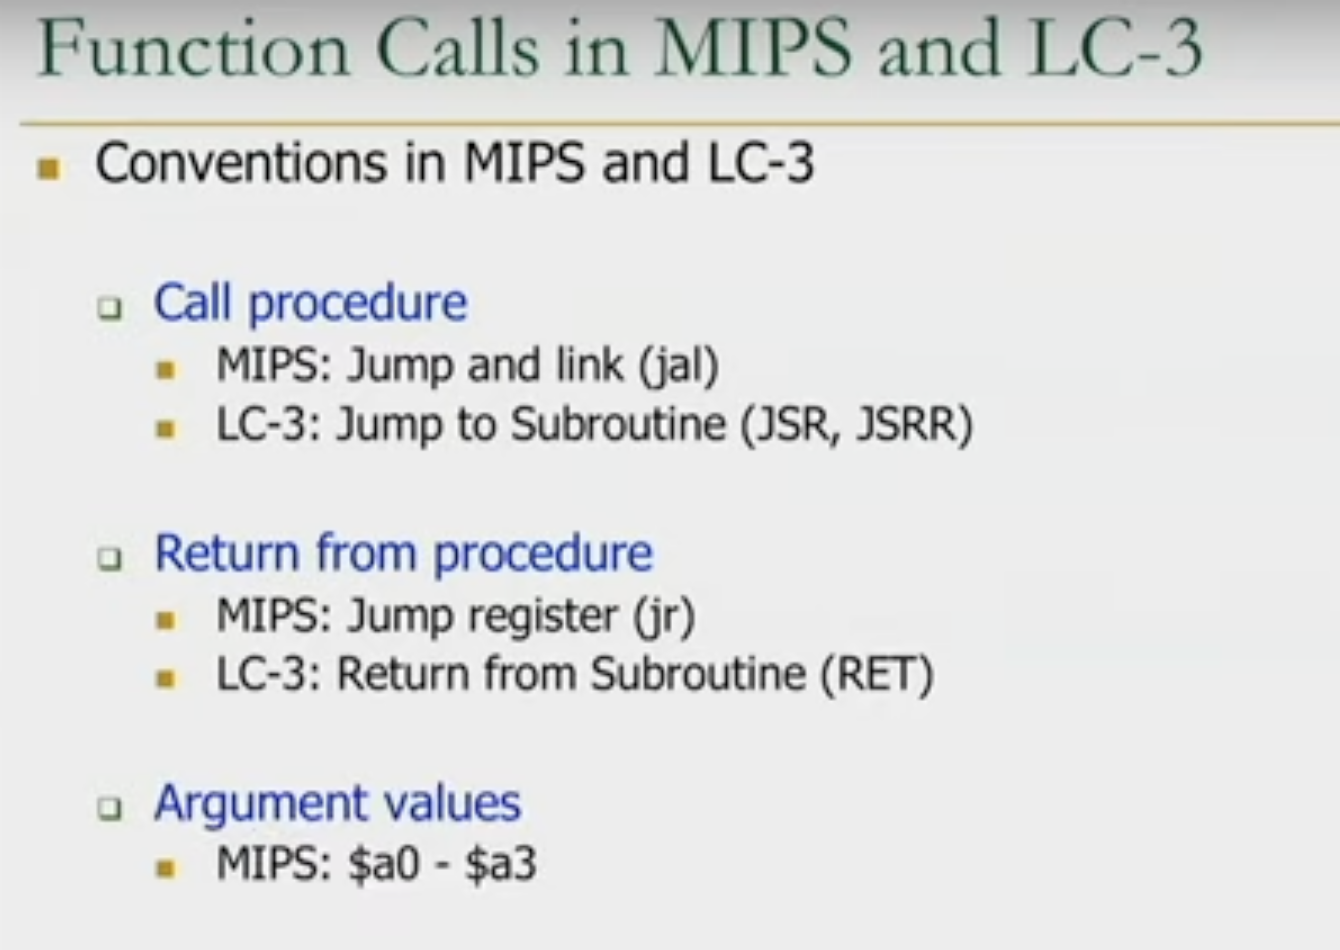 Function Calls in MIPS and LC-3
Conventions in MIPS and LC-3
Call procedure
MIPS: Jump and link (jal)
LC-3: Jump to Subroutine (JSR, JSRR)
Return from procedure
MIPS: Jump register (jr)
LC-3: Return from Subroutine (RET)
Argument values
MIPS: $a0 - $a3